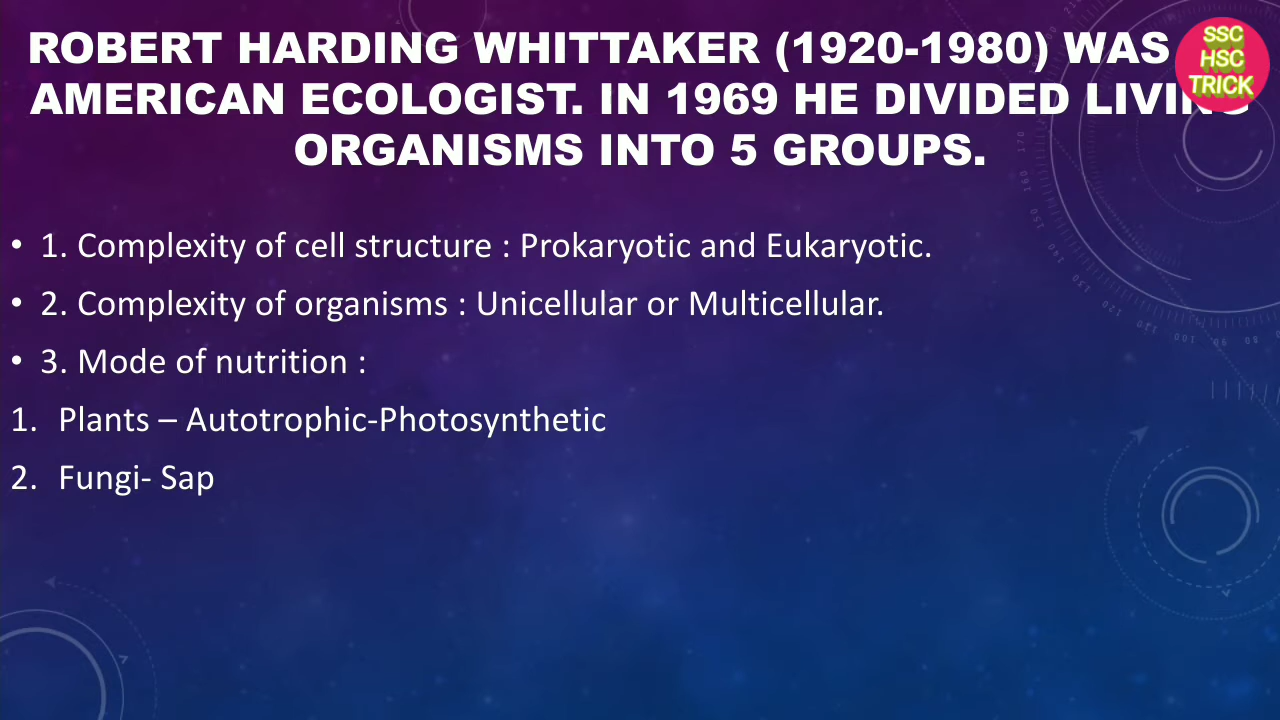 ROBERT HARDING WHITTAKER (1920-1980) WAS
AMERICAN ECOLOGIST. IN 1969 HE DIVIDED LIVING
ORGANISMS INTO 5 GROUPS.
SSC
HSC
TRICK
• 1. Complexity of cell structure : Prokaryotic and Eukaryotic.
• 2. Complexity of organisms : Unicellular or Multicellular.
• 3. Mode of nutrition :
1. Plants – Autotrophic-Photosynthetic
2. Fungi- Sap